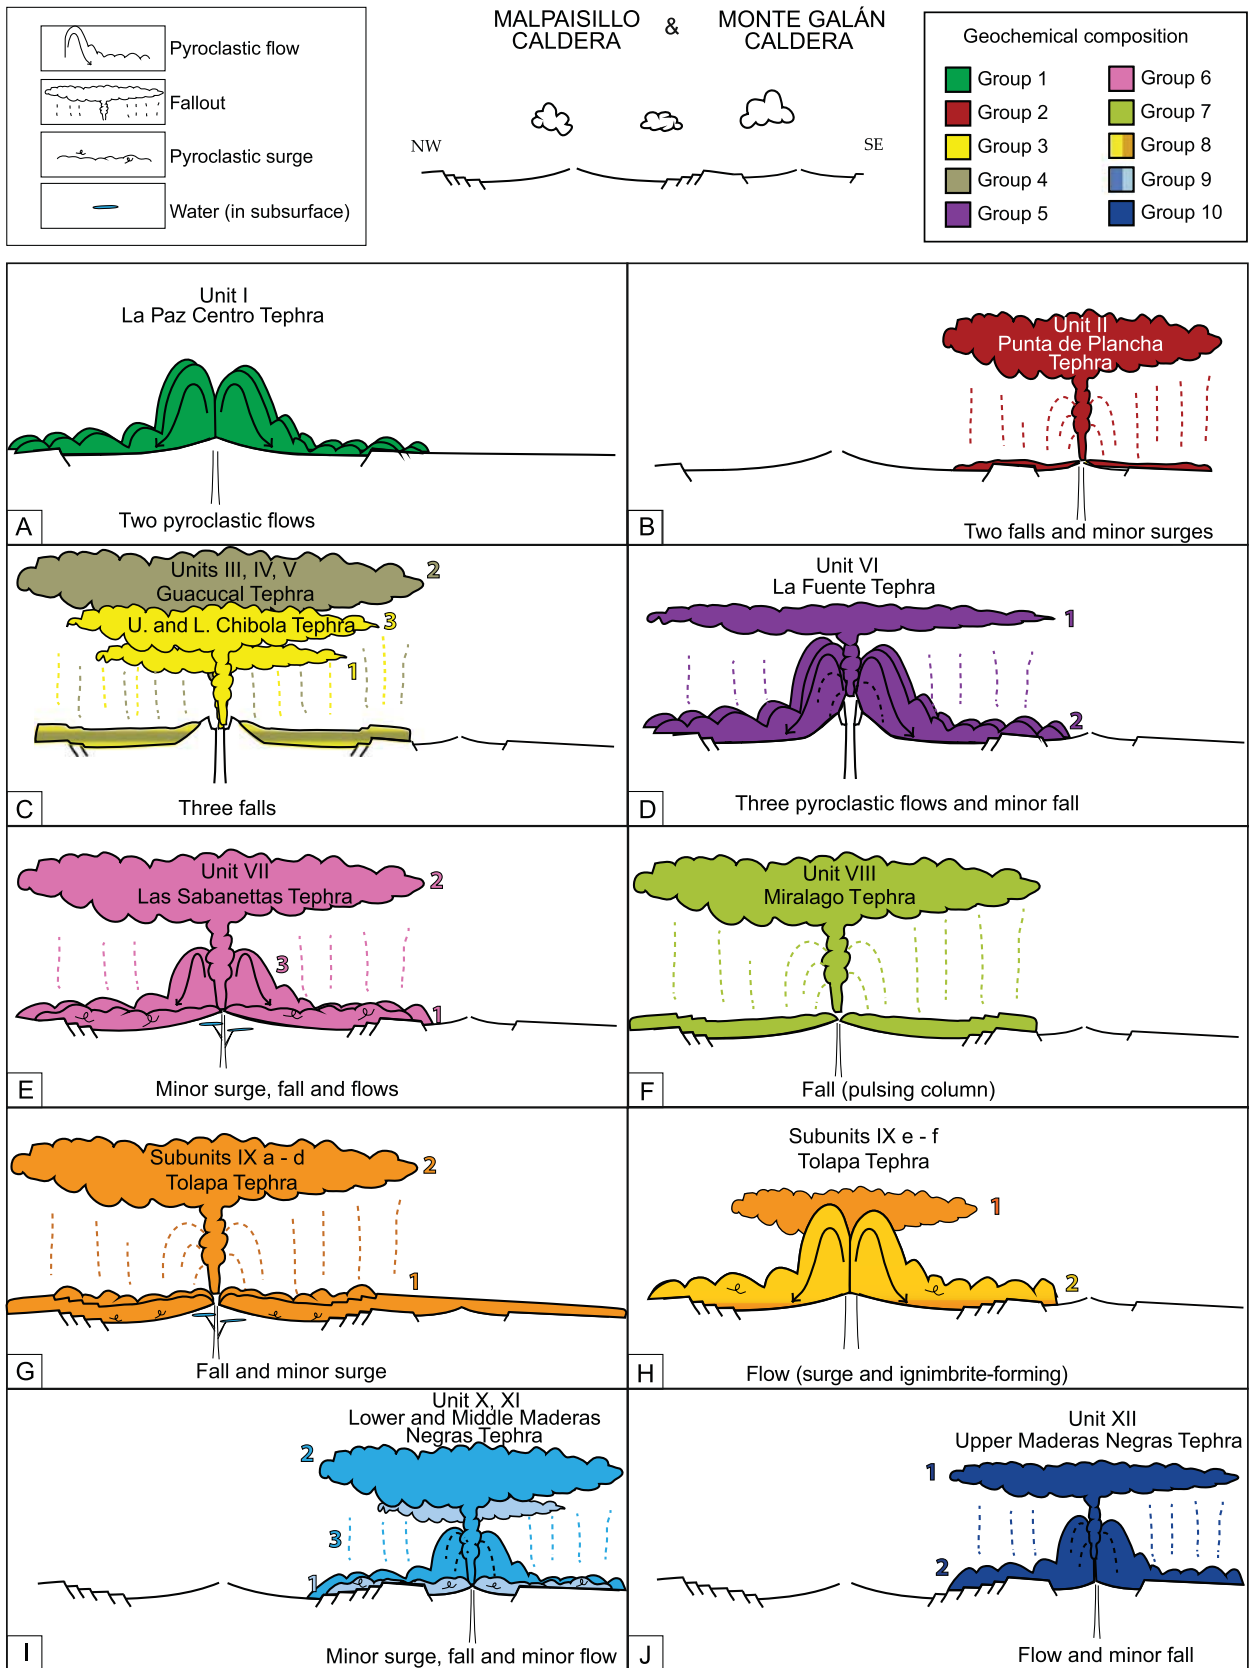 Pyroclastic flow
Fallout
Pyroclastic surge
Water (in subsurface)
MALPAISILLO
CALDERA
&
MONTE GALÁN
CALDERA
NW
SE
Geochemical composition
Group 1
Group 2
Group 3
Group 4
Group 5
Group 6
Group 7
Group 8
Group 9
Group 10
Unit I
La Paz Centro Tephra
A
Two pyroclastic flows
Unit II
Punta de Plancha
Tephra
B
Two falls and minor surges
Units III, IV, V
Guacucal Tephra
2
U. and L. Chibola Tephra
3
1
C
Three falls
Unit VI
La Fuente Tephra
1
2
D
Three pyroclastic flows and minor fall
Unit VII
Las Sabanettas Tephra
2
3
1
E
Minor surge, fall and flows
Unit VIII
Miralago Tephra
F
Fall (pulsing column)
Subunits IX a - d
Tolapa Tephra
2
1
G
Fall and minor surge
Subunits IX e - f
Tolapa Tephra
1
2
H
Flow (surge and ignimbrite-forming)
Unit X, XI
Lower and Middle Maderas
Negras Tephra
2
3
1
I
Minor surge, fall and minor flow
Unit XII
Upper Maderas Negras Tephra
1
2
J
Flow and minor fall